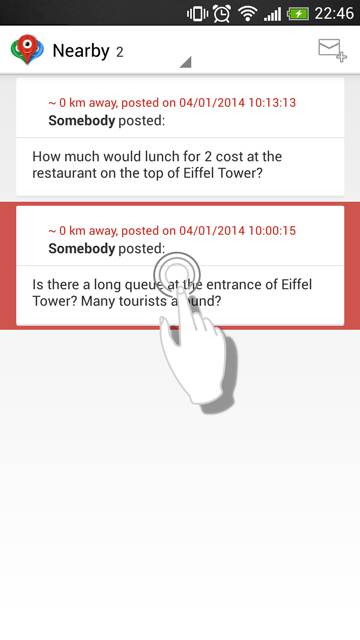 22:46
Nearby 2
~ 0 km away, posted on 04/01/2014 10:13:13
Somebody posted:
How much would lunch for 2 cost at the
restaurant on the top of Eiffel Tower?
~ 0 km away, posted on 04/01/2014 10:00:15
Somebody posted:
Is there a long queue at the entrance of Eiffel
Tower? Many tourists around?